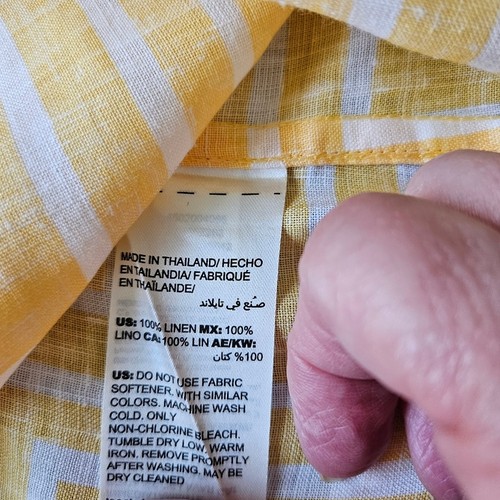 MADE IN THAILAND/ HECHO
EN TAILANDIA/ FABRIQUÉ
EN THAÏLANDE/
صُنع في تايلاند
US: 100% LINEN MX: 100%
LINO CA: 100% LIN AE/KW:
100% كتان
US: DO NOT USE FABRIC
SOFTENER. WITH SIMILAR
COLORS. MACHINE WASH
COLD. ONLY
NON-CHLORINE BLEACH.
TUMBLE DRY LOW. WARM
IRON. REMOVE PROMPTLY
AFTER WASHING. MAY BE
DRY CLEANED